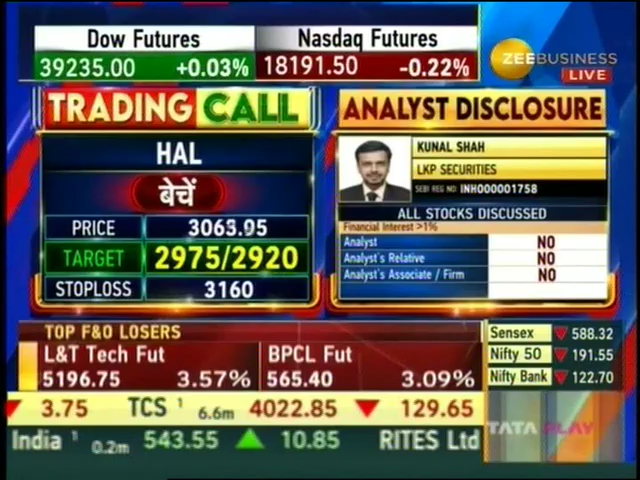 Dow Futures
39235.00 +0.03%
Nasdaq Futures
18191.50 -0.22%
ZEEBUSINESS
LIVE
TRADING CALL
HAL
बेचें
PRICE 3063.95
TARGET 2975/2920
STOPLOSS 3160
ANALYST DISCLOSURE
KUNAL SHAH
LKP SECURITIES
SEBI REG NO: INH000001758
ALL STOCKS DISCUSSED
Financial Interest >1%
Analyst NO
Analyst's Relative NO
Analyst's Associate / Firm NO
TOP F&O LOSERS
L&T Tech Fut
5196.75 3.57%
BPCL Fut
565.40 3.09%
Sensex ▼ 588.32
Nifty 50 ▼ 191.55
Nifty Bank ▼ 122.70
▼ 3.75 TCS 1 6.6m 4022.85 ▼ 129.65
India 1 0.2m 543.55 ▲ 10.85 RITES Ltd
TATA PLAY